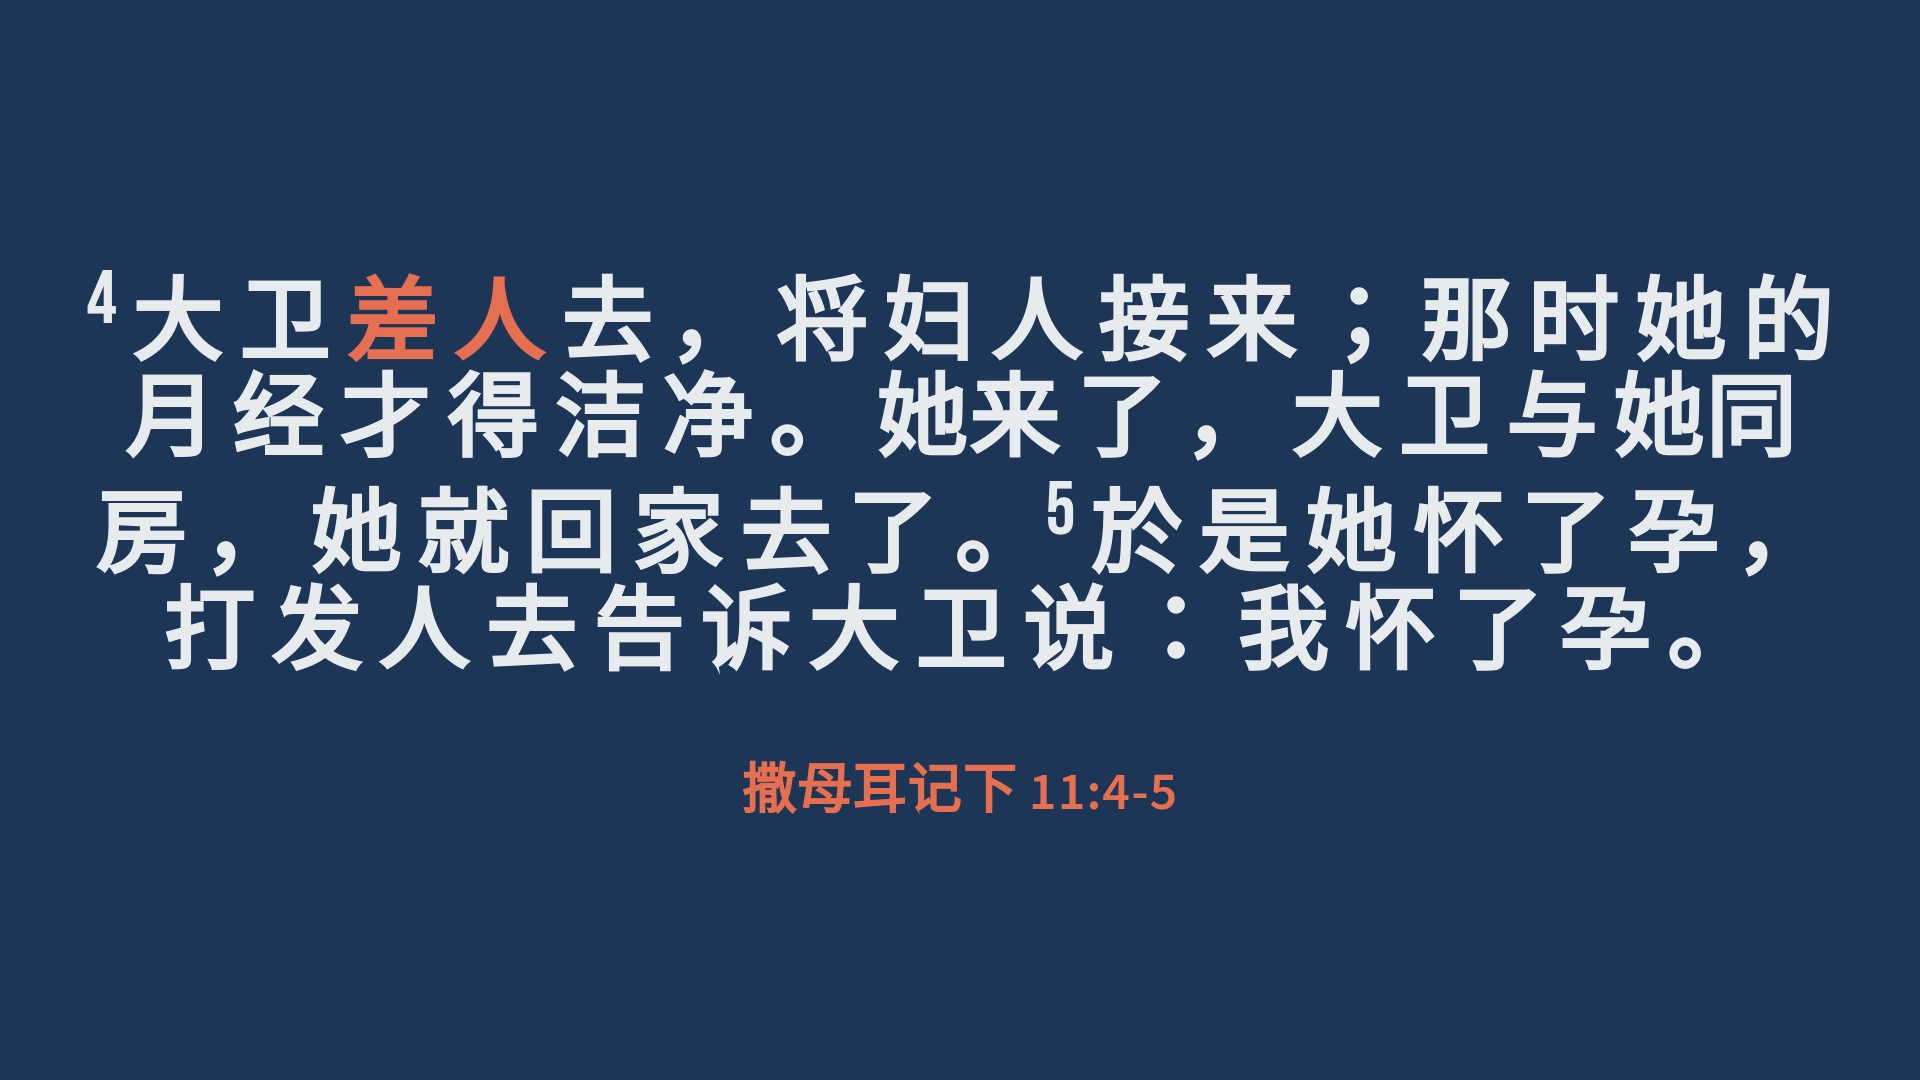 4大卫差人去，将妇人接来；那时她的
月经才得洁净。她来了，大卫与她同
房，她就回家去了。5於是她怀了孕，
打发人去告诉大卫说：我怀了孕。
撒母耳记下 11:4-5